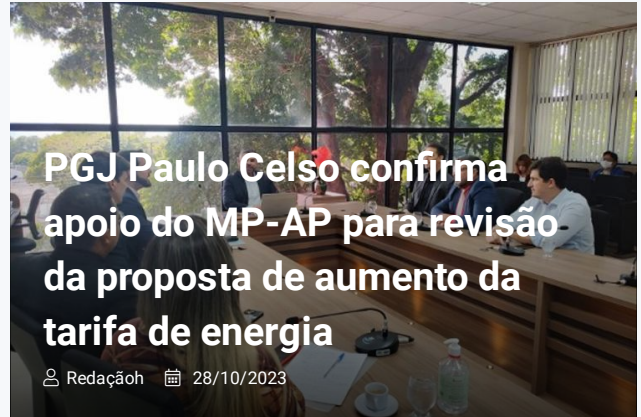 PGJ Paulo Celso confirma
apoio do MP-AP para revisão
da proposta de aumento da
tarifa de energia
Redaçãoh 28/10/2023